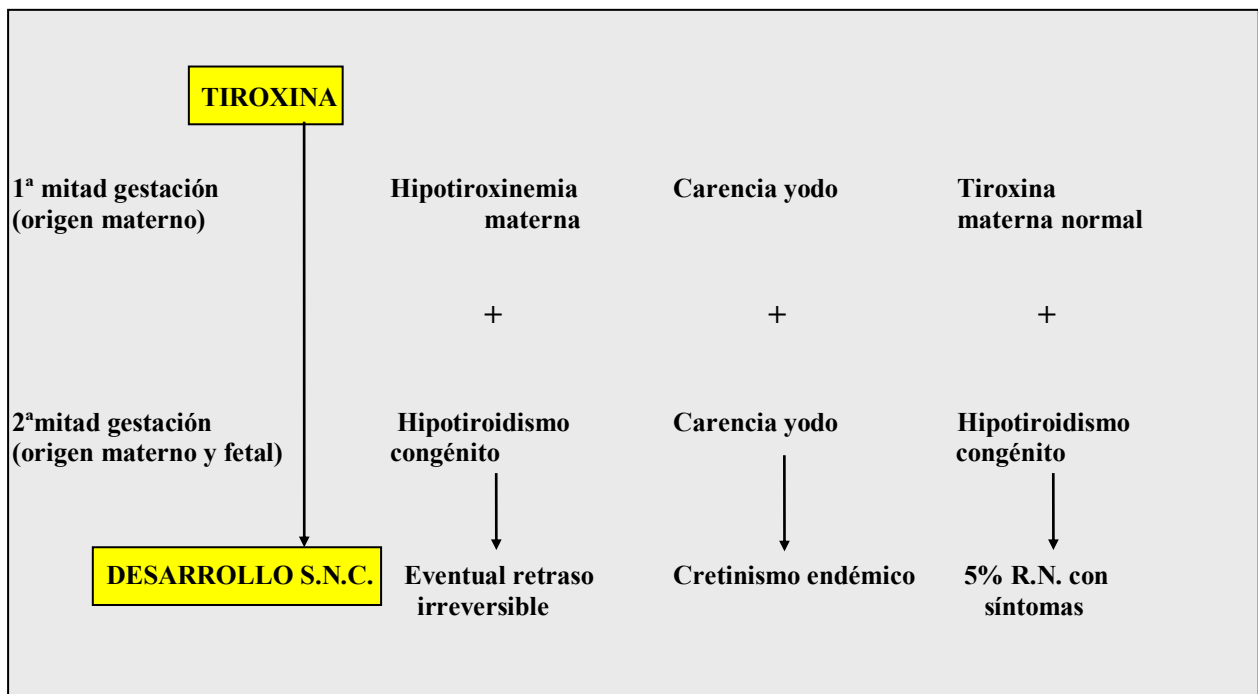 TIROXINA
1ª mitad gestación
(origen materno)
Hipotiroxinemia
materna
Carencia yodo
Tiroxina
materna normal
+
+
+
2ªmitad gestación
(origen materno y fetal)
Hipotiroidismo
congénito
Carencia yodo
Hipotiroidismo
congénito
DESARROLLO S.N.C.
Eventual retraso
irreversible
Cretinismo endémico
5% R.N. con
síntomas